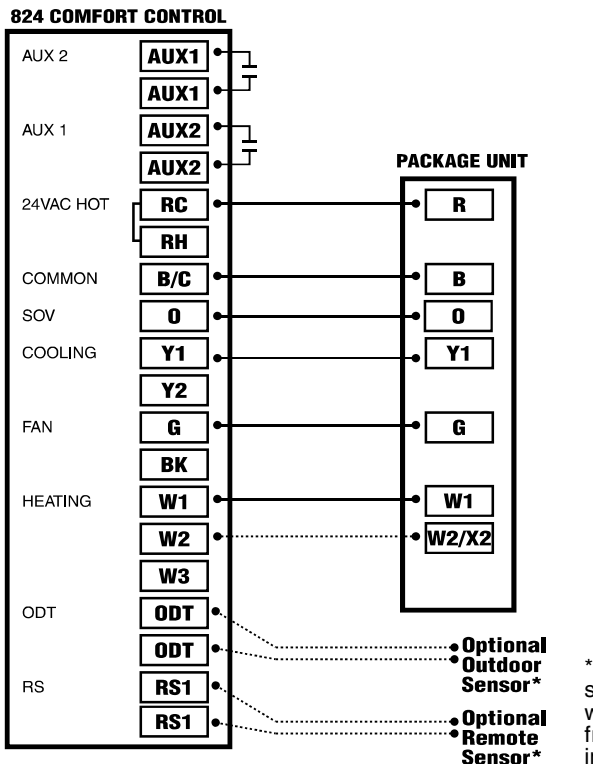 824 COMFORT CONTROL
AUX 2 AUX1
AUX1
AUX 1 AUX2
AUX2
PACKAGE UNIT
24VAC HOT RC R
RH
COMMON B/C B
SOV O O
COOLING Y1 Y1
Y2
FAN G G
BK
HEATING W1 W1
W2 W2/X2
W3
ODT ODT
ODT
RS RS1
RS1
Optional
Outdoor
Sensor*
Optional
Remote
Sensor*
*